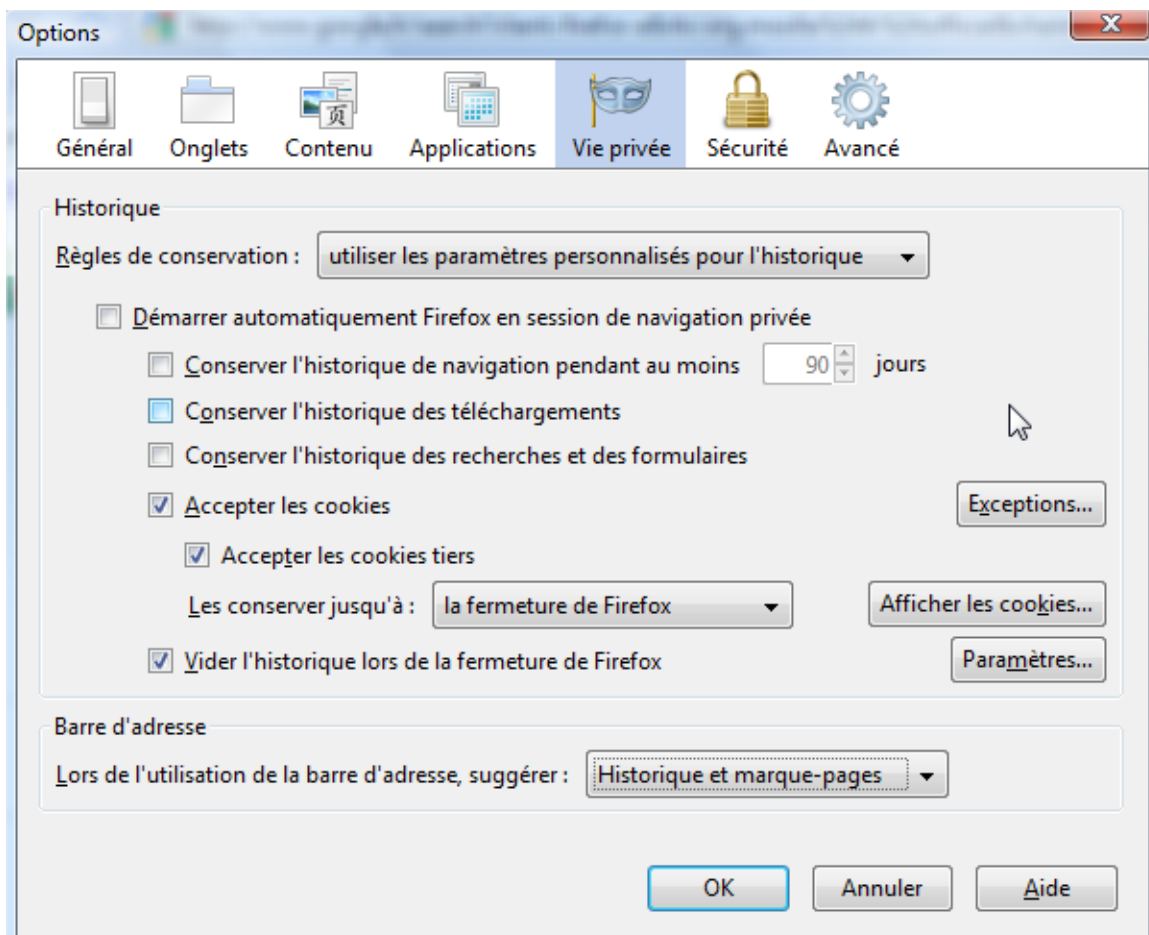 Options
Général Onglets Contenu Applications Vie privée Sécurité Avancé
Historique
Règles de conservation : utiliser les paramètres personnalisés pour l'historique
Démarrer automatiquement Firefox en session de navigation privée
Conserver l'historique de navigation pendant au moins 90 jours
Conserver l'historique des téléchargements
Conserver l'historique des recherches et des formulaires
Accepter les cookies Exceptions...
Accepter les cookies tiers
Les conserver jusqu'à : la fermeture de Firefox Afficher les cookies...
Vider l'historique lors de la fermeture de Firefox Paramètres...
Barre d'adresse
Lors de l'utilisation de la barre d'adresse, suggérer : Historique et marque-pages
OK Annuler Aide